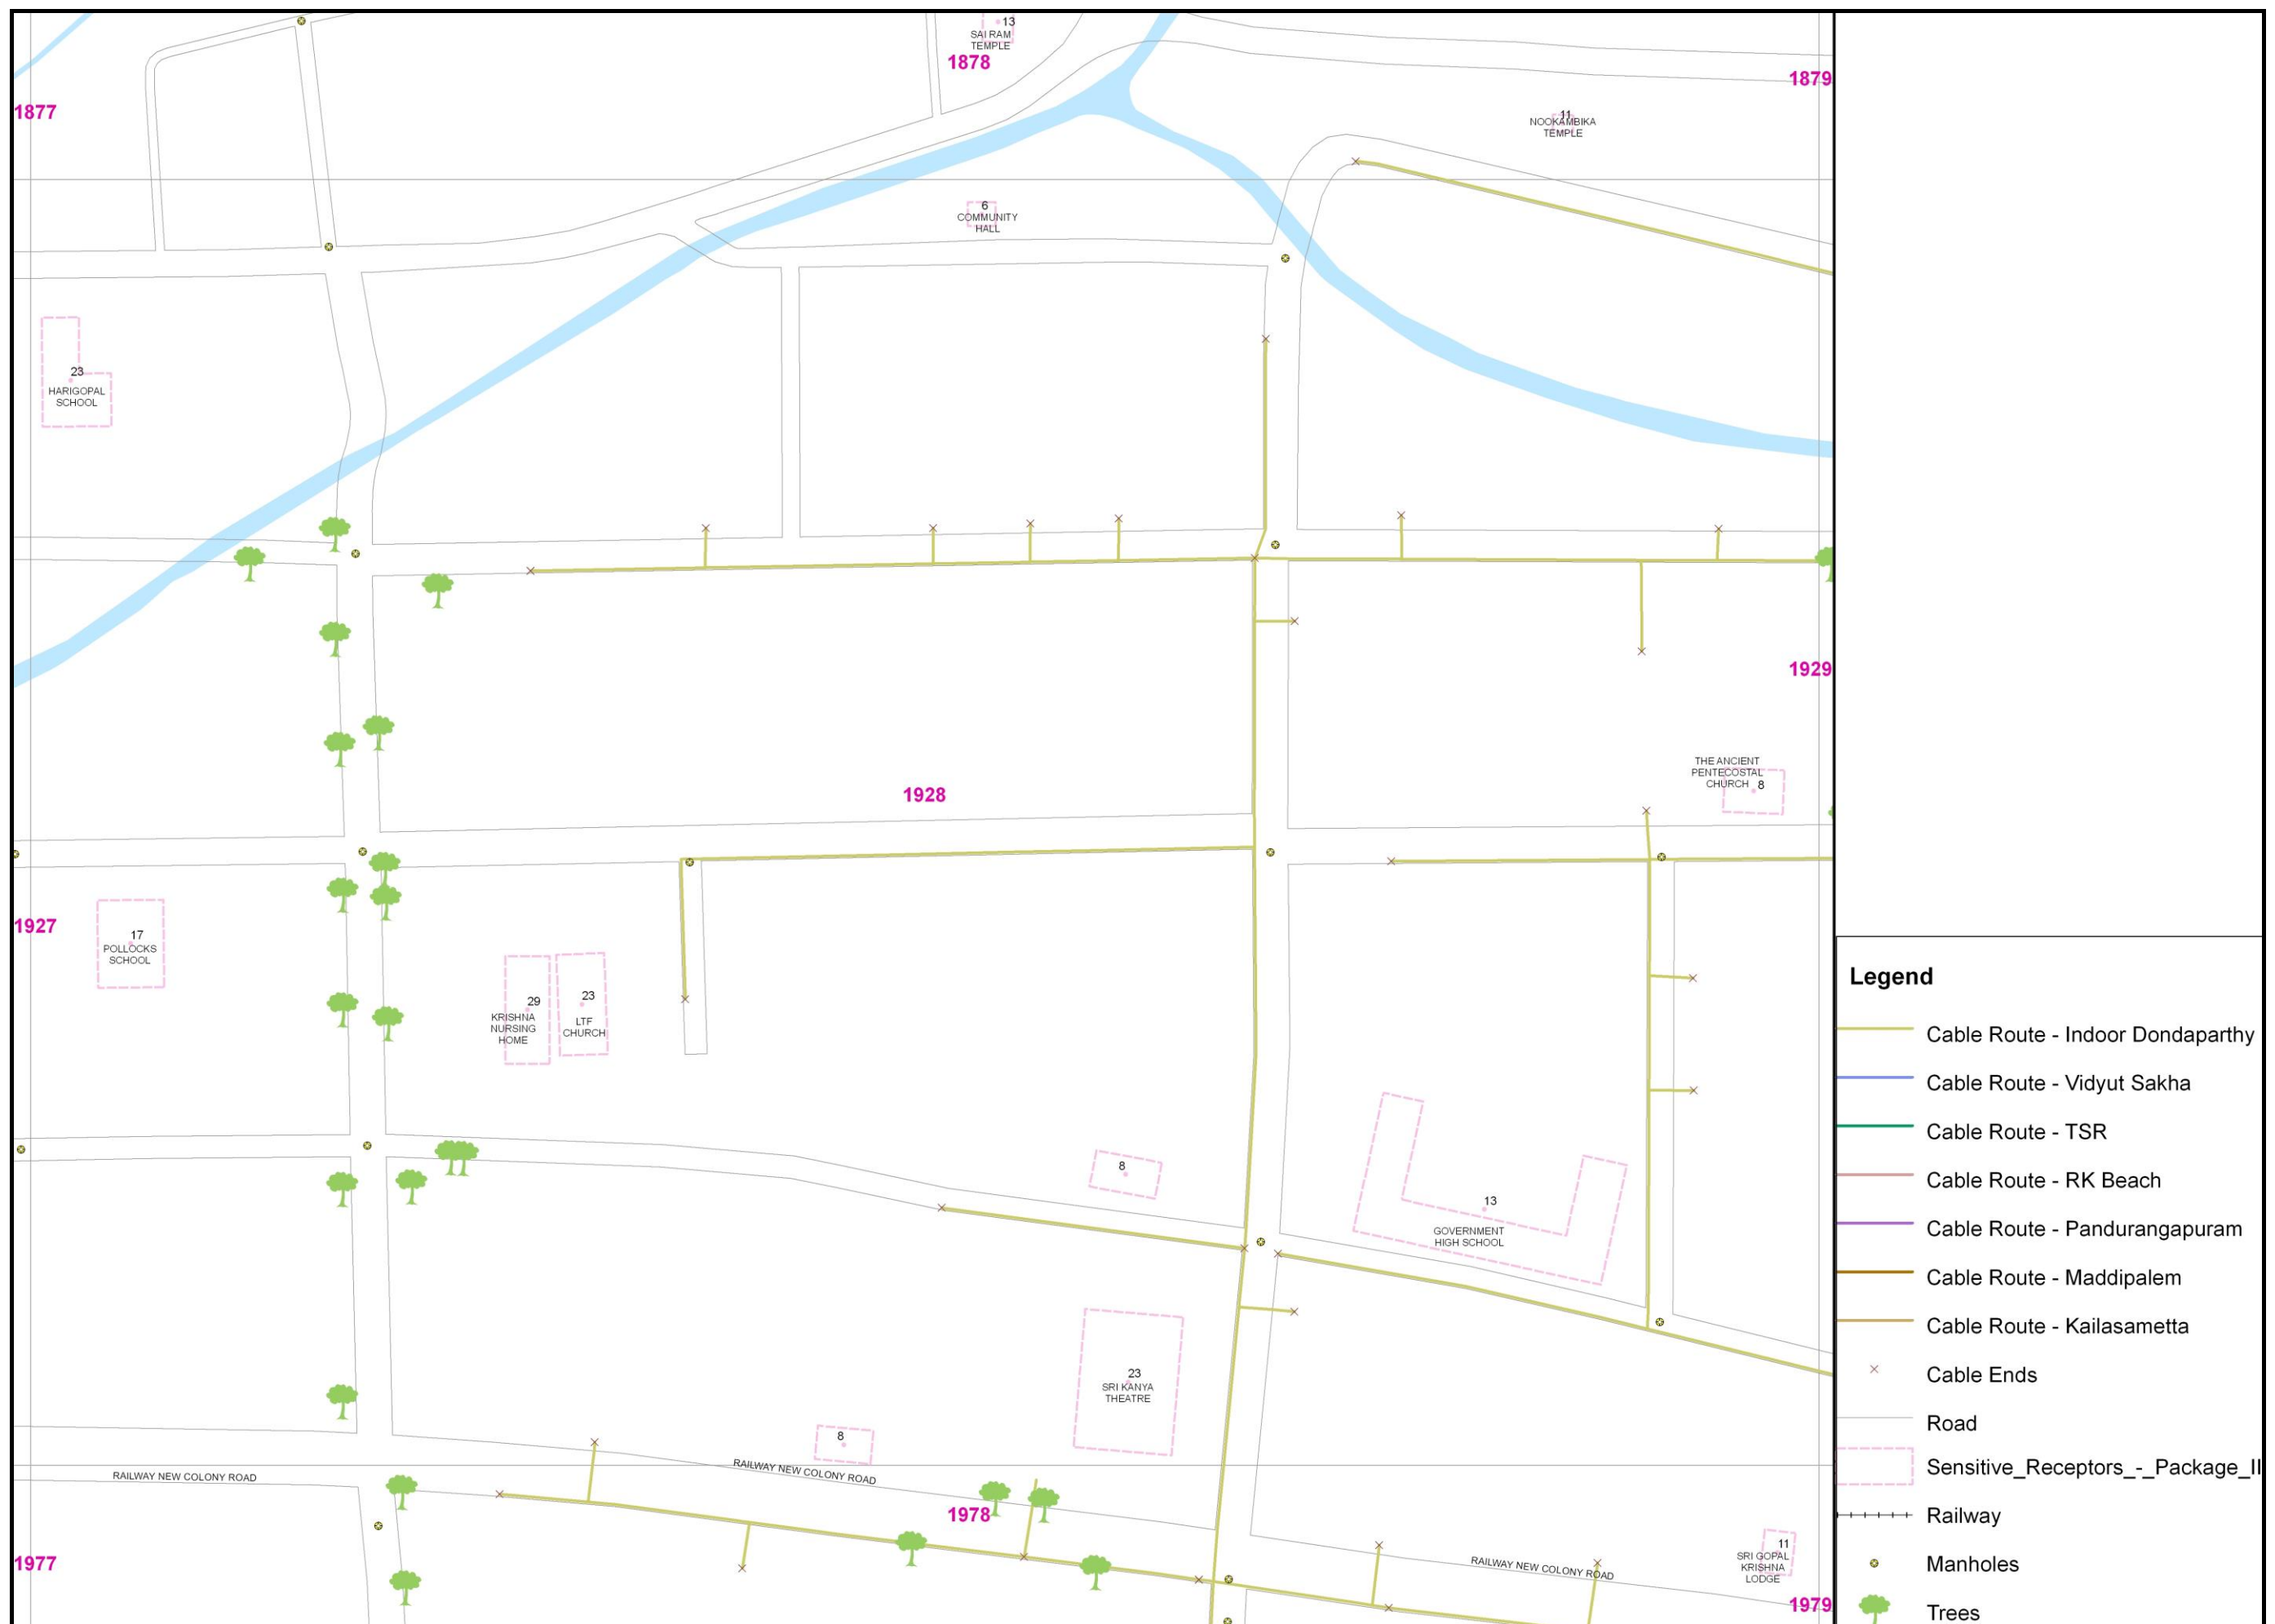 13
SAI RAM
TEMPLE
1878
1879
1877
11
NOOKAMBIKA
TEMPLE
6
COMMUNITY
HALL
23
HARIGOPAL
SCHOOL
1929
THE ANCIENT
PENTECOSTAL
CHURCH 8
1928
1927
17
POLLOCKS
SCHOOL
29
KRISHNA
NURSING
HOME
23
LTF
CHURCH
8
13
GOVERNMENT
HIGH SCHOOL
23
SRI KANYA
THEATRE
8
RAILWAY NEW COLONY ROAD
RAILWAY NEW COLONY ROAD
1978
11
SRI GOPAL
KRISHNA
LODGE
RAILWAY NEW COLONY ROAD
1977
1979
Legend
Cable Route - Indoor Dondaparthy
Cable Route - Vidyut Sakha
Cable Route - TSR
Cable Route - RK Beach
Cable Route - Pandurangapuram
Cable Route - Maddipalem
Cable Route - Kailasametta
Cable Ends
Road
Sensitive_Receptors_-_Package_II
Railway
Manholes
Trees